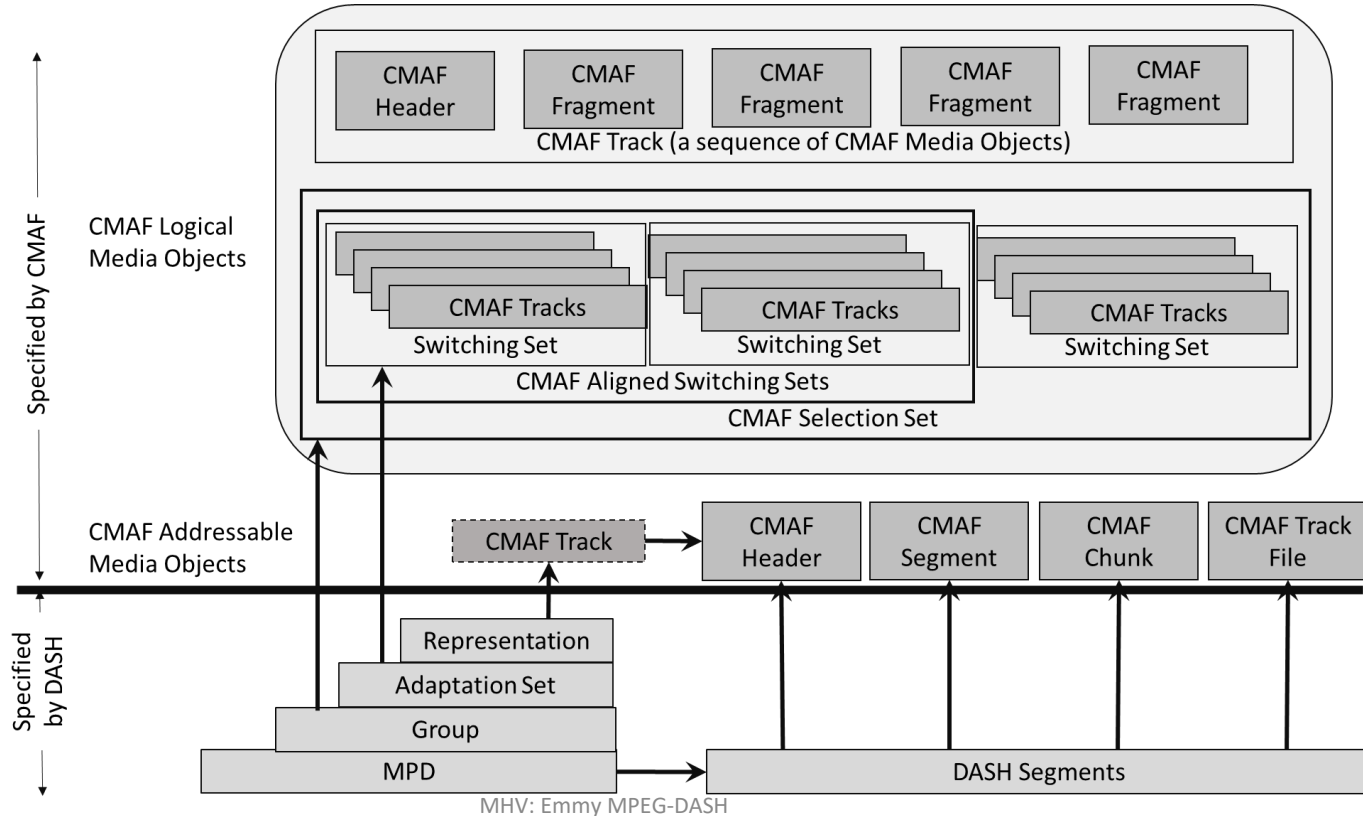 CMAF
Header
CMAF
Fragment
CMAF
Fragment
CMAF
Fragment
CMAF
Fragment
CMAF Track (a sequence of CMAF Media Objects)
Specified by CMAF
CMAF Logical
Media Objects
CMAF Tracks
Switching Set
CMAF Tracks
Switching Set
CMAF Tracks
Switching Set
CMAF Aligned Switching Sets
CMAF Selection Set
CMAF Addressable
Media Objects
CMAF Track
CMAF
Header
CMAF
Segment
CMAF
Chunk
CMAF Track
File
Specified
by DASH
Representation
Adaptation Set
Group
MPD
DASH Segments
MHV: Emmy MPEG-DASH